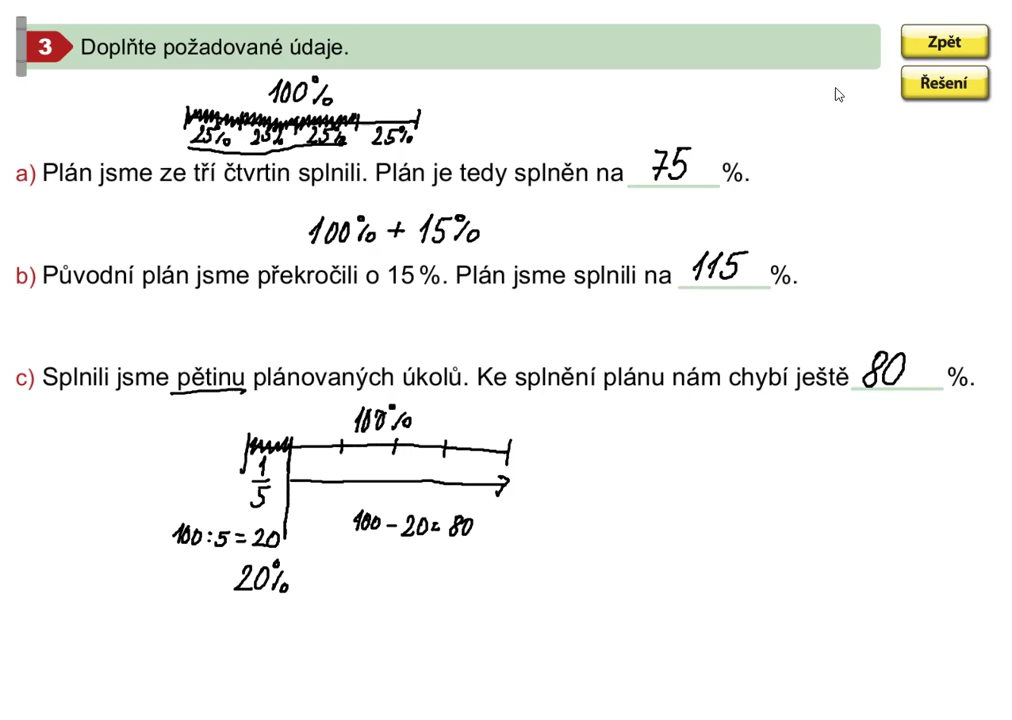 3 Doplňte požadované údaje.
Zpět
Řešení
100%
25% 25% 25% 25%
a) Plán jsme ze tří čtvrtin splnili. Plán je tedy splněn na 75 %.
100% + 15%
b) Původní plán jsme překročili o 15 %. Plán jsme splnili na 115 %.
c) Splnili jsme pětinu plánovaných úkolů. Ke splnění plánu nám chybí ještě 80 %.
100%
1
5
100 : 5 = 20
100 - 20 = 80
20%